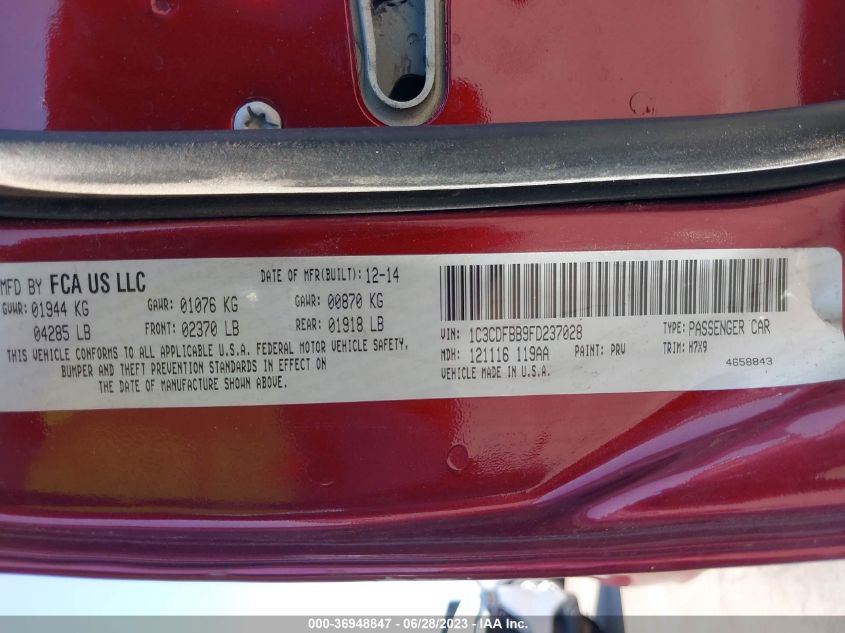 MFD BY FCA US LLC DATE OF MFR(BUILT): 12-14
GVWR: 01944 KG GAWR: 01076 KG GAWR: 00870 KG
04285 LB FRONT: 02370 LB REAR: 01918 LB
THIS VEHICLE CONFORMS TO ALL APPLICABLE U.S.A. FEDERAL MOTOR VEHICLE SAFETY,
BUMPER AND THEFT PREVENTION STANDARDS IN EFFECT ON
THE DATE OF MANUFACTURE SHOWN ABOVE.
VIN: 1C3CDFBB9FD237028 TYPE: PASSENGER CAR
MDH: 121116 119AA PAINT: PRV TRIM: H7X9
VEHICLE MADE IN U.S.A. 4658843
000-36948847 - 06/28/2023 - IAA Inc.